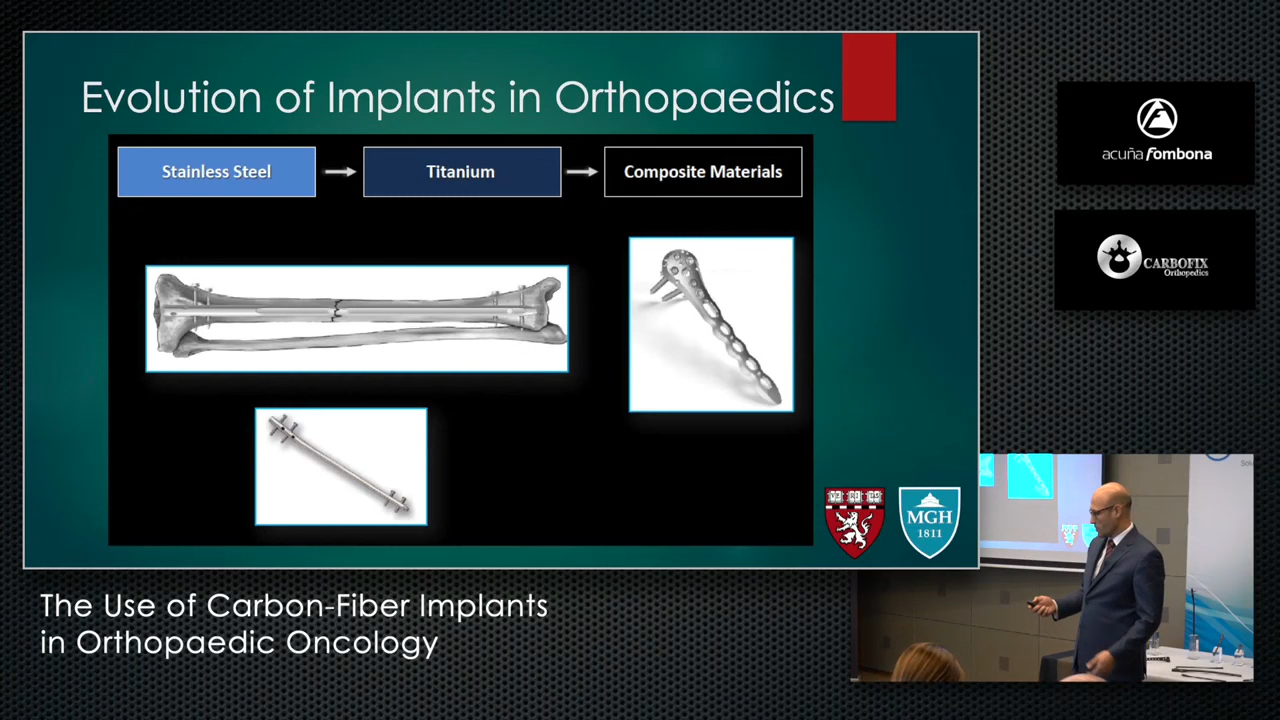 Evolution of Implants in Orthopaedics
Stainless Steel
Titanium
Composite Materials
MGH
1811
acuña fombona
CARBOFIX
Orthopedics
The Use of Carbon-Fiber Implants
in Orthopaedic Oncology